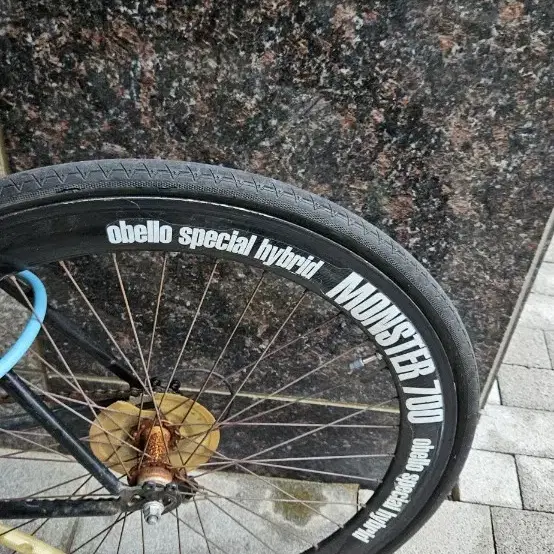 obello special hybrid
MONSTER 700
obello special hybrid